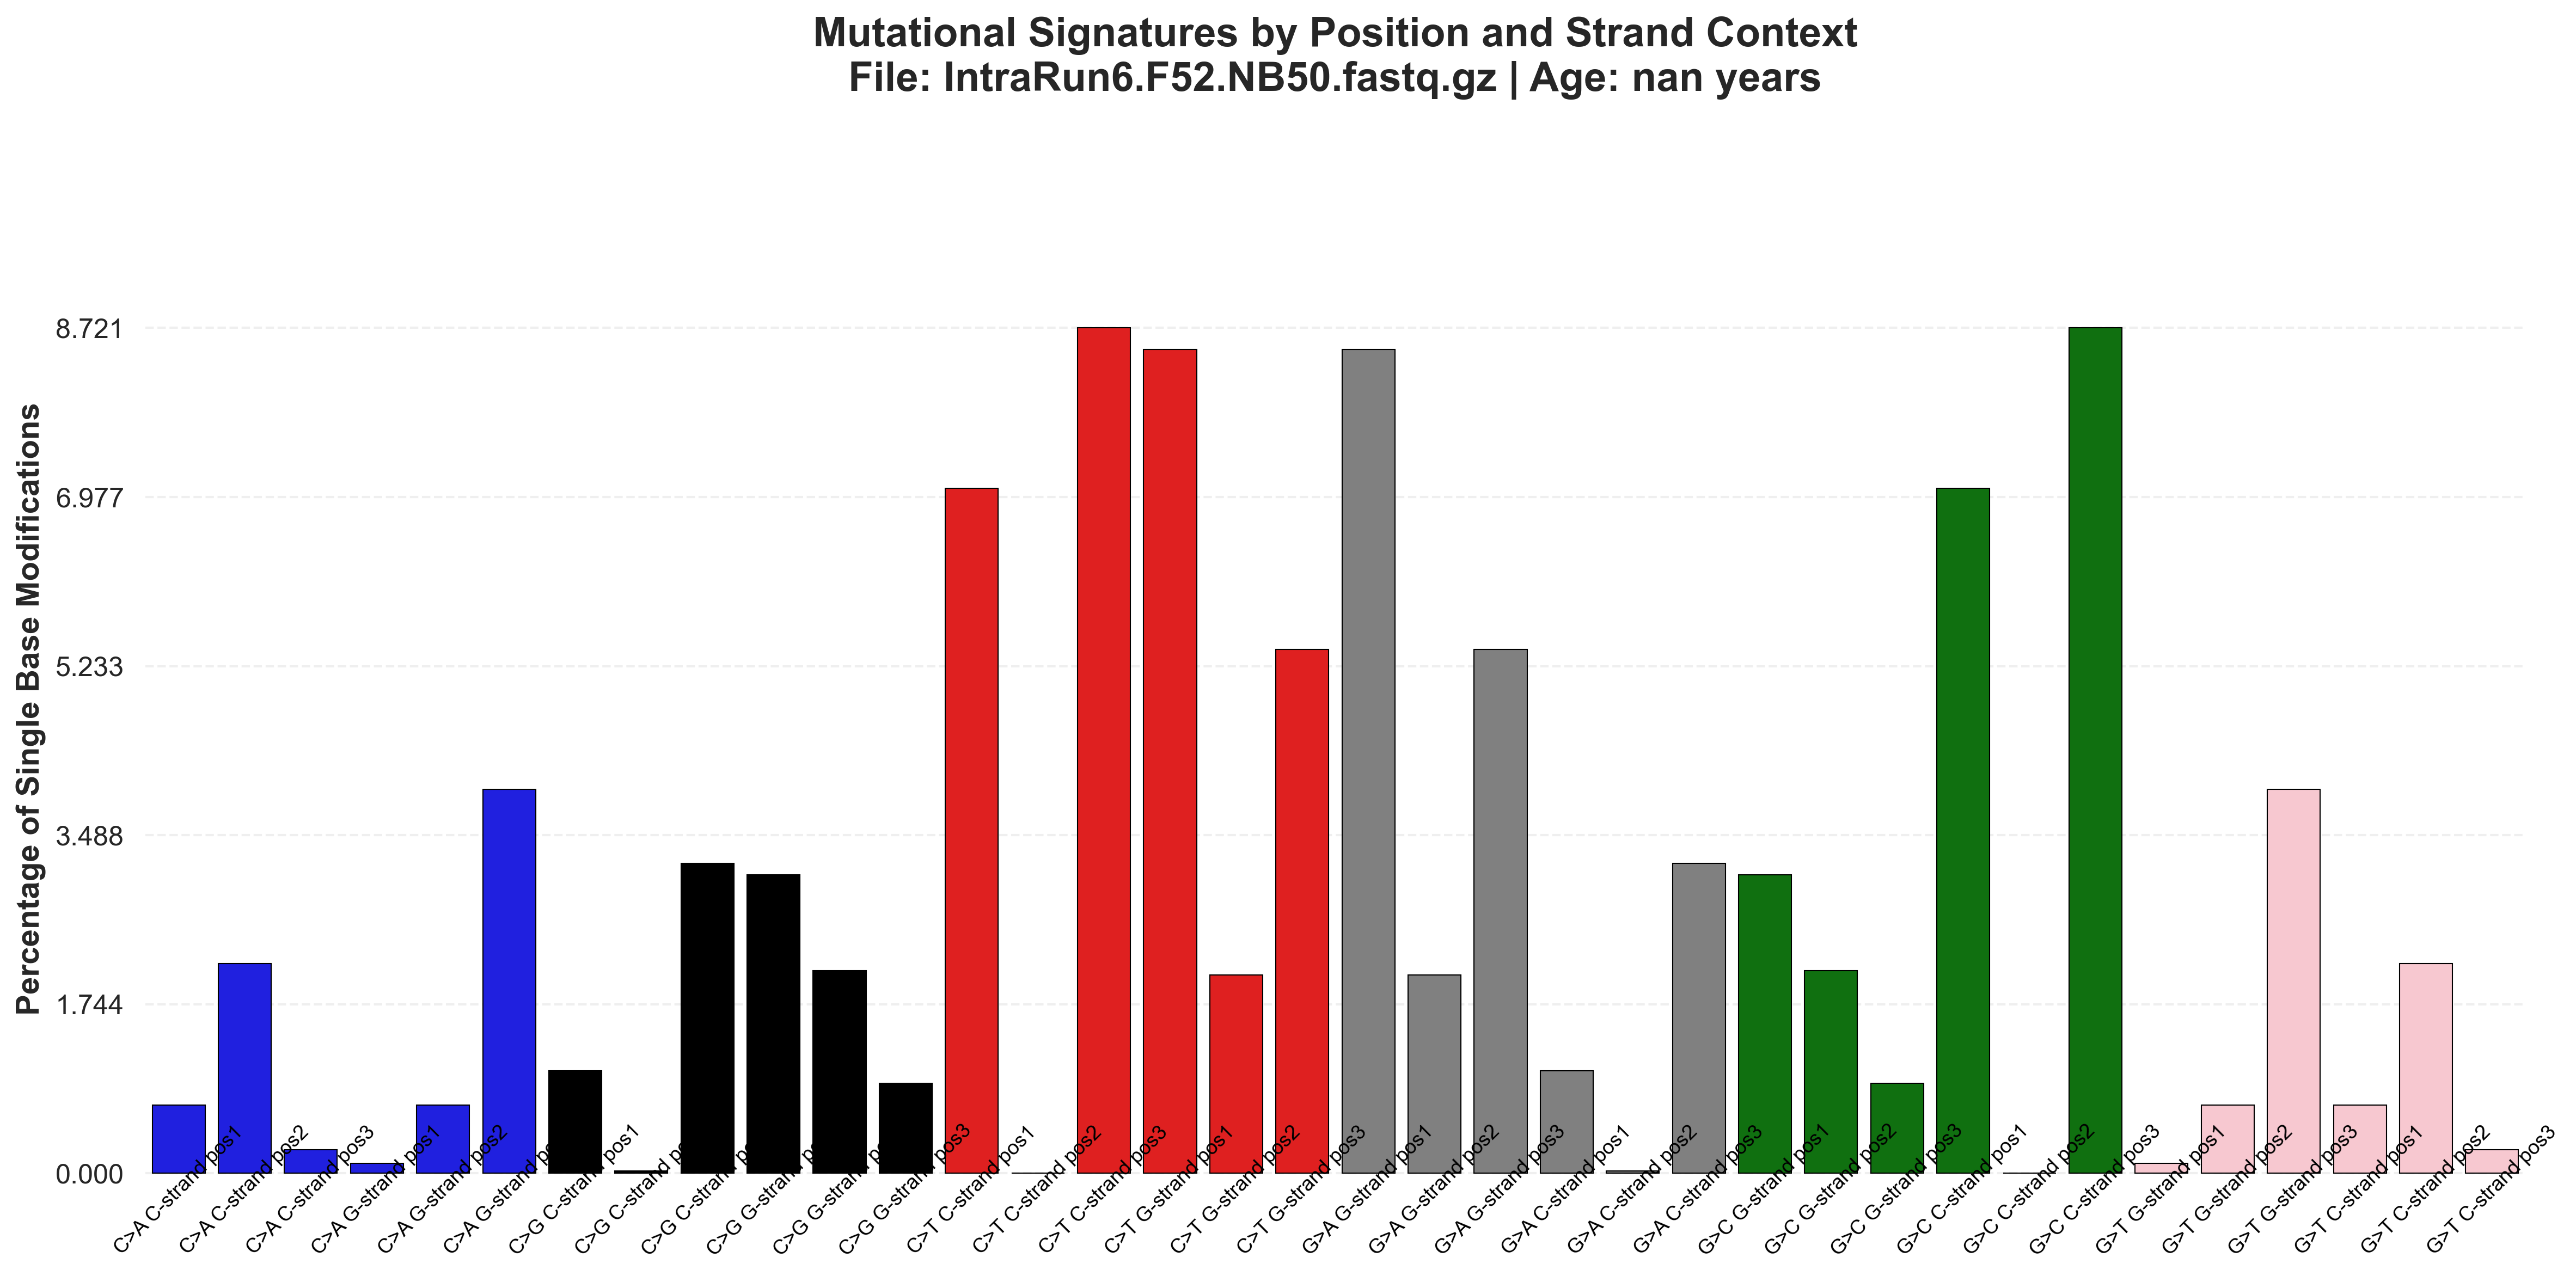 Mutational Signatures by Position and Strand Context
File: IntraRun6.F52.NB50.fastq.gz | Age: nan years
Percentage of Single Base Modifications
8.721
6.977
5.233
3.488
1.744
0.000
C>A C-strand pos1
C>A C-strand pos2
C>A C-strand pos3
C>A G-strand pos1
C>A G-strand pos2
C>A G-strand
C>G C-strand pos1
C>G C-strand
C>G C-strand
C>G G-strand
C>G G-strand
C>G G-strand pos3
C>T C-strand pos1
C>T C-strand pos2
C>T C-strand pos3
C>T G-strand pos1
C>T G-strand pos2
C>T G-strand pos3
G>A G-strand pos1
G>A G-strand pos2
G>A G-strand pos3
G>A C-strand pos1
G>A C-strand pos2
G>A C-strand pos3
G>C G-strand pos1
G>C G-strand pos2
G>C G-strand pos3
G>C C-strand pos1
G>C C-strand pos2
G>C C-strand pos3
G>T G-strand pos1
G>T G-strand pos2
G>T G-strand pos3
G>T C-strand pos1
G>T C-strand pos2
G>T C-strand pos3